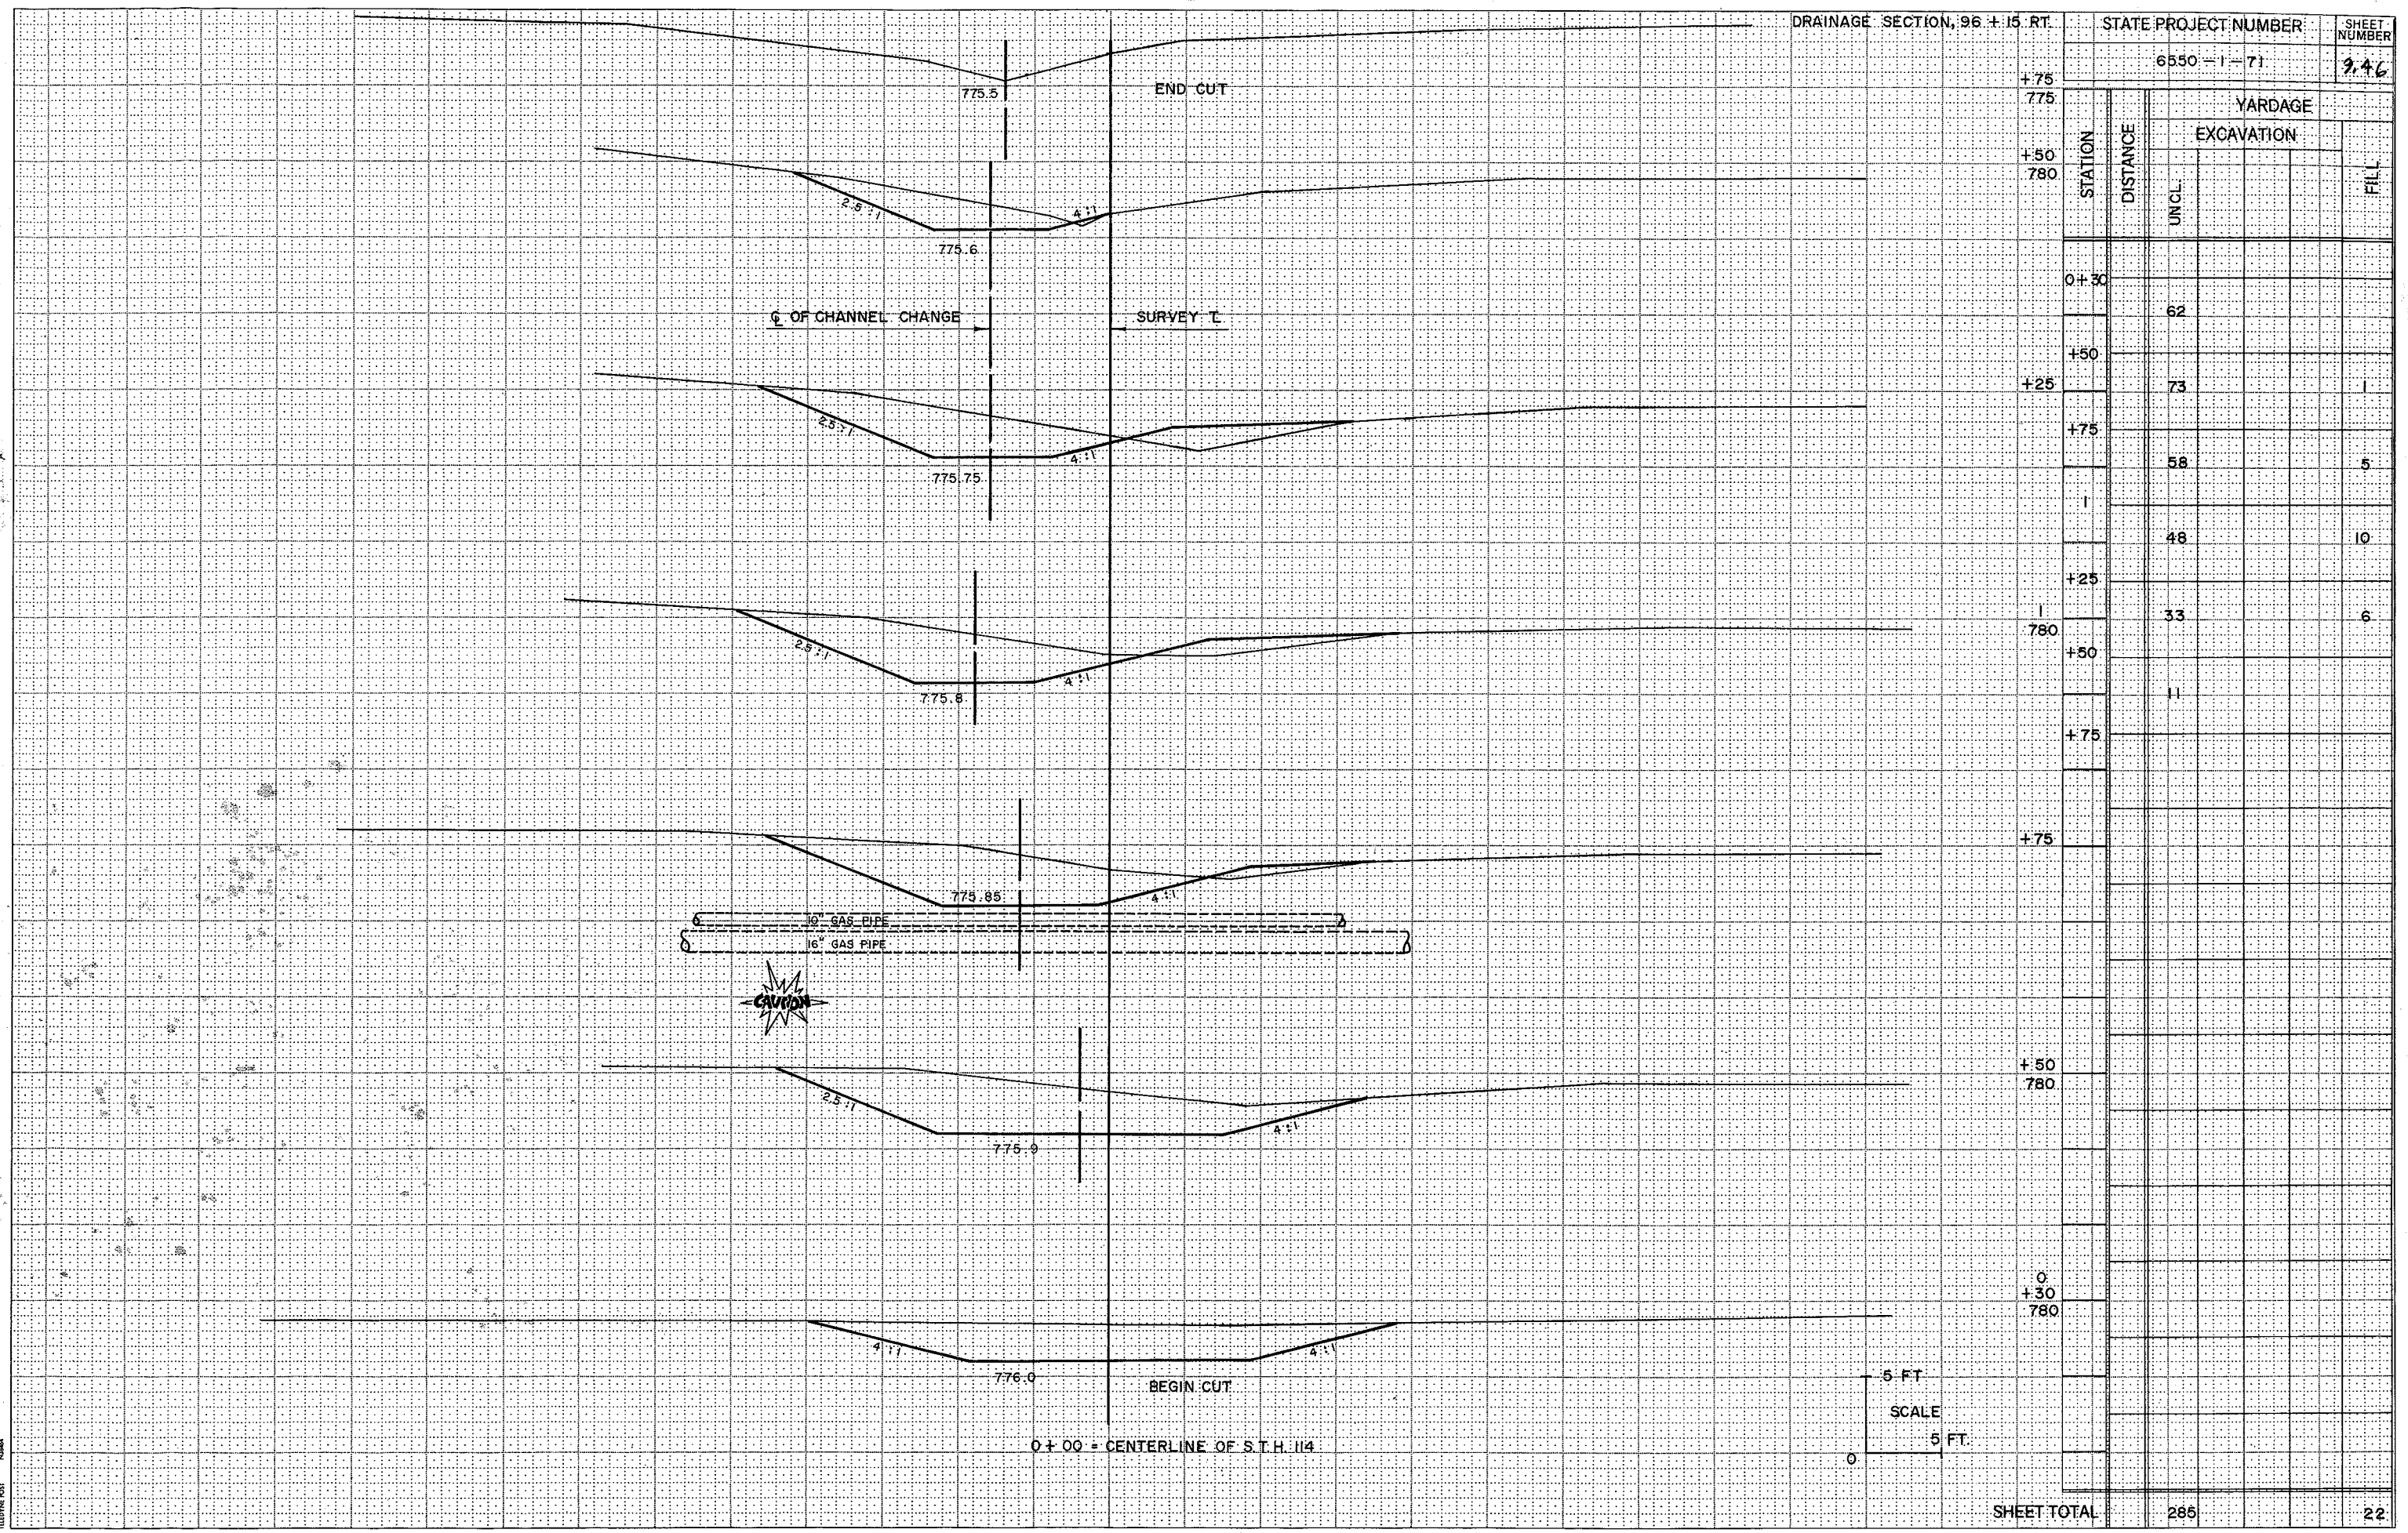 DRAINAGE SECTION, 96 + 15 RT.
STATE PROJECT NUMBER
SHEET NUMBER
6550-1-71
9.46
+75
775
775.5
END CUT
YARDAGE
EXCAVATION
STATION
DISTANCE
UNCL.
FILL
+50
780
2.5:1
4:1
775.6
0+30
62
℄ OF CHANNEL CHANGE
SURVEY ℄
+50
+25
73
1
2.5:1
4:1
+75
775.75
58
5
1
48
10
+25
1
780
33
6
2.5:1
4:1
+50
775.8
11
+75
+75
775.85
4:1
10" GAS PIPE
16" GAS PIPE
CAUTION
+50
780
2.5:1
4:1
775.9
0
+30
780
4:1
4:1
776.0
BEGIN CUT
5 FT
SCALE
5 FT.
0
0+00 = CENTERLINE OF S.T.H. 114
SHEET TOTAL
285
22